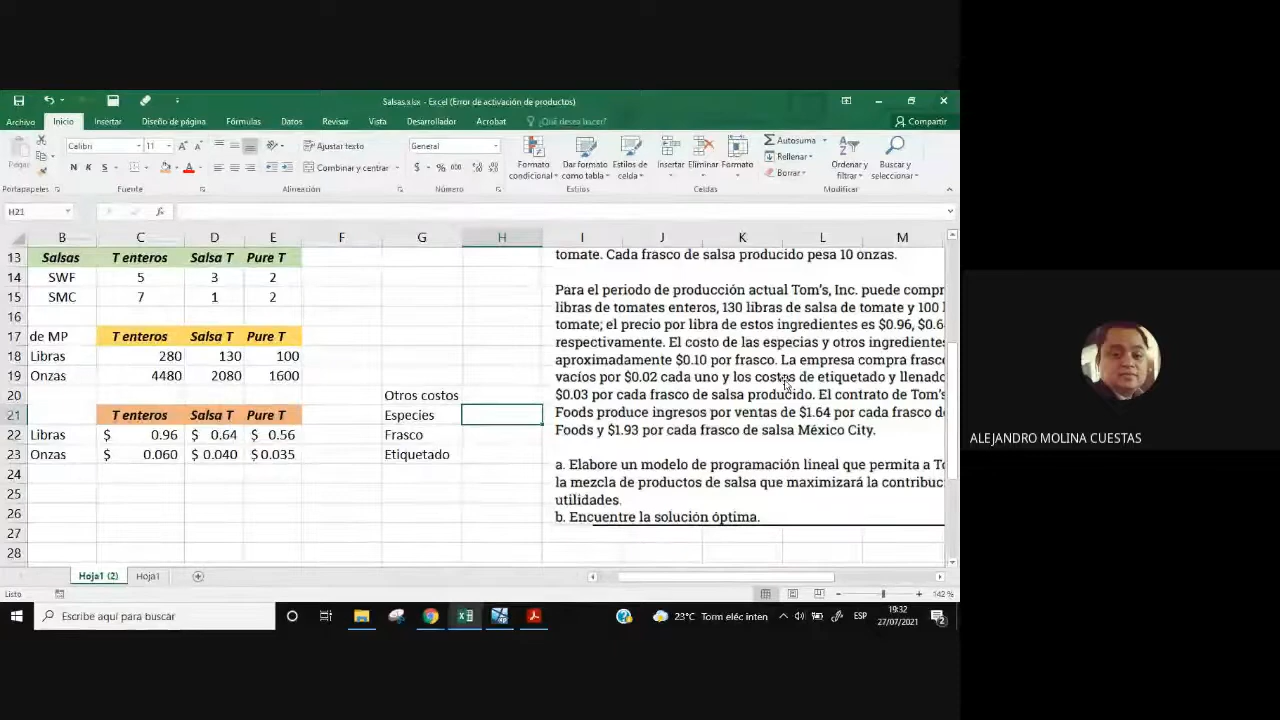 Salsas.xlsx - Excel (Error de activación de productos)
Archivo Inicio Insertar Diseño de página Fórmulas Datos Revisar Vista Desarrollador Acrobat ¿Qué desea hacer? Compartir
Pegar Calibri 11 Ajustar texto General Autosuma
N K S Combinar y centrar $ % 000 Rellenar
Formato condicional Dar formato como tabla Estilos de celda Insertar Eliminar Formato Borrar Ordenar y seleccionar Buscar y seleccionar
Portapapeles Fuente Alineación Número Estilos Celdas Modificar
H21 fx
B C D E F G H I J K L M
13 Salsas T enteros Salsa T Pure T tomate. Cada frasco de salsa producido pesa 10 onzas.
14 SWF 5 3 2
Para el periodo de producción actual Tom's, Inc. puede compr
15 SMC 7 1 2
libras de tomates enteros, 130 libras de salsa de tomate y 100 l
16
tomate; el precio por libra de estos ingredientes es $0.96, $0.6
17 de MP T enteros Salsa T Pure T
respectivamente. El costo de las especias y otros ingrediente
18 Libras 280 130 100
aproximadamente $0.10 por frasco. La empresa compra frasc
19 Onzas 4480 2080 1600
vacíos por $0.02 cada uno y los costos de etiquetado y llenado
20 Otros costos
$0.03 por cada frasco de salsa producido. El contrato de Tom's
21 T enteros Salsa T Pure T Especies
Foods produce ingresos por ventas de $1.64 por cada frasco d
22 Libras $ 0.96 $ 0.64 $ 0.56 Frasco
Foods y $1.93 por cada frasco de salsa México City.
23 Onzas $ 0.060 $ 0.040 $ 0.035 Etiquetado
24
a. Elabore un modelo de programación lineal que permita a To
25
la mezcla de productos de salsa que maximizará la contribuc
26
utilidades.
b. Encuentre la solución óptima.
27
28
Hoja1 (2) Hoja1
Listo 142 %
Escribe aquí para buscar 23°C Torm eléc inten ESP 19:32
27/07/2021 2
ALEJANDRO MOLINA CUESTAS